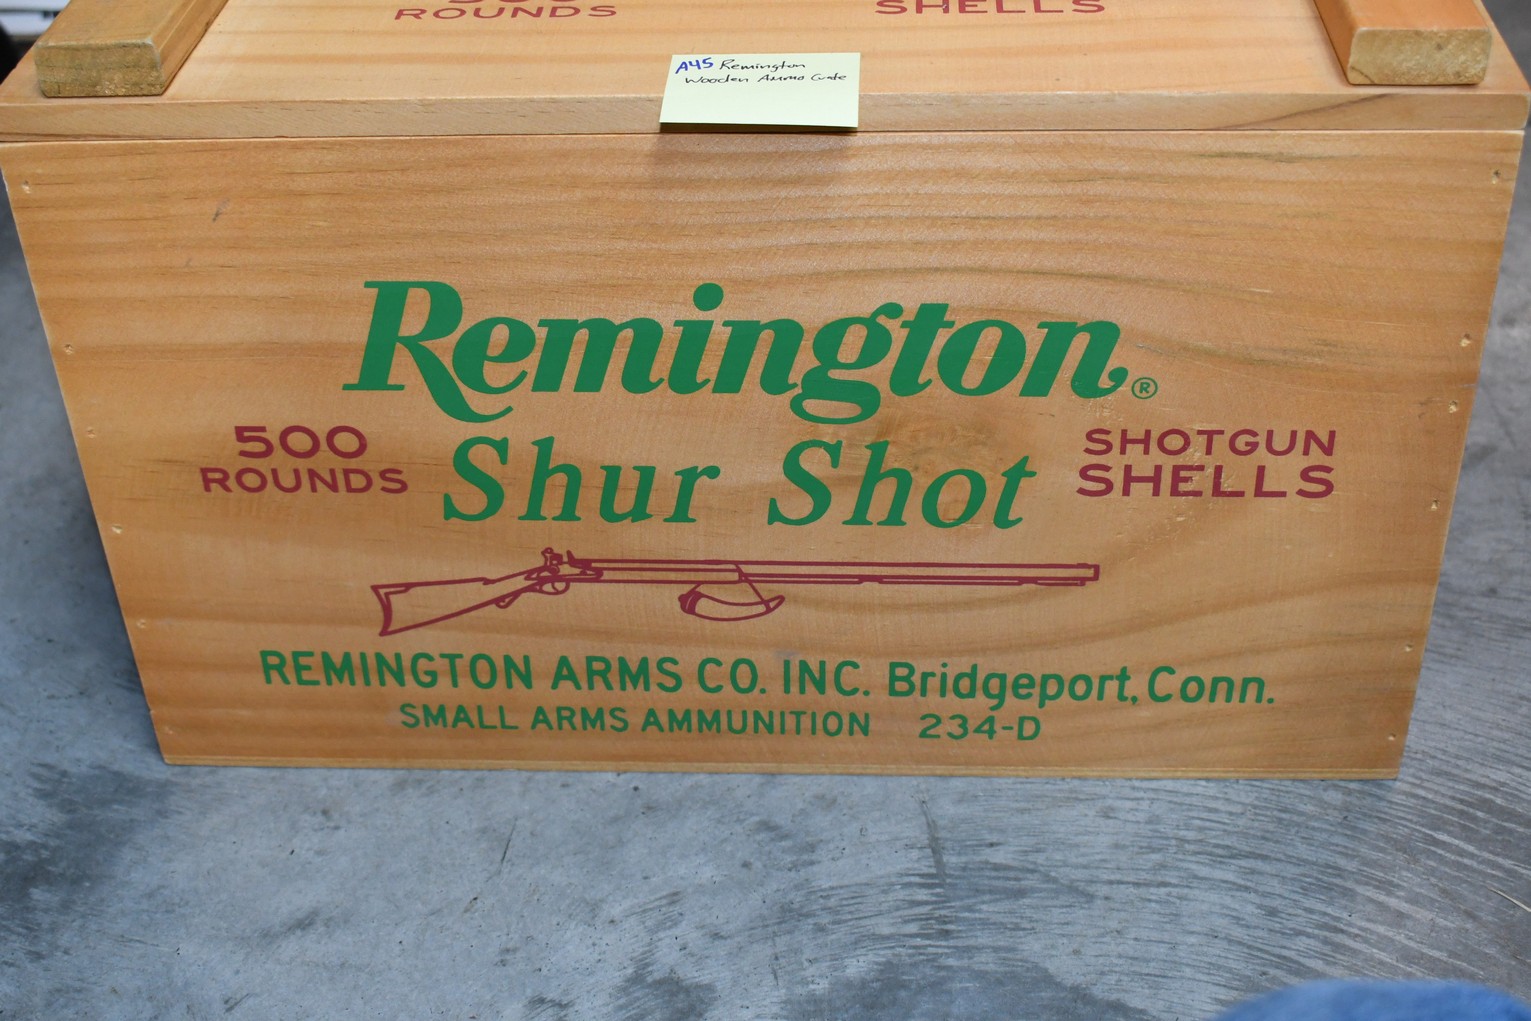 500
ROUNDS
SHELLS
A45 Remington
Wooden Ammo Crate
Remington®
500
ROUNDS
Shur Shot
SHOTGUN
SHELLS
REMINGTON ARMS CO. INC. Bridgeport, Conn.
SMALL ARMS AMMUNITION 234-D